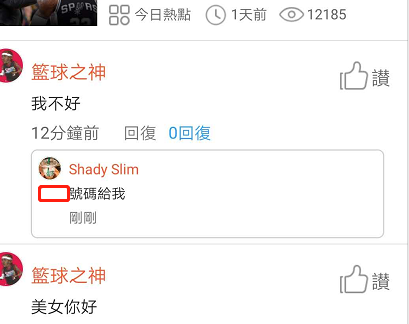 SPURS
今日熱點 1天前 12185
籃球之神
讚
我不好
12分鐘前 回復 0回復
Shady Slim
號碼給我
剛剛
籃球之神
讚
美女你好